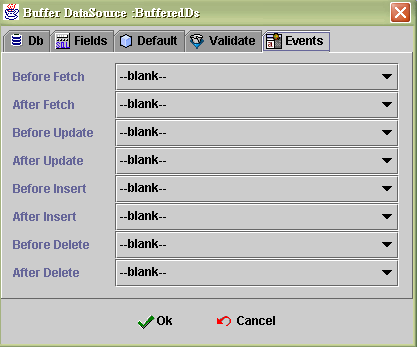 Buffer DataSource :BufferedDs
Db Fields Default Validate Events
Before Fetch --blank--
After Fetch --blank--
Before Update --blank--
After Update --blank--
Before Insert --blank--
After Insert --blank--
Before Delete --blank--
After Delete --blank--
Ok Cancel